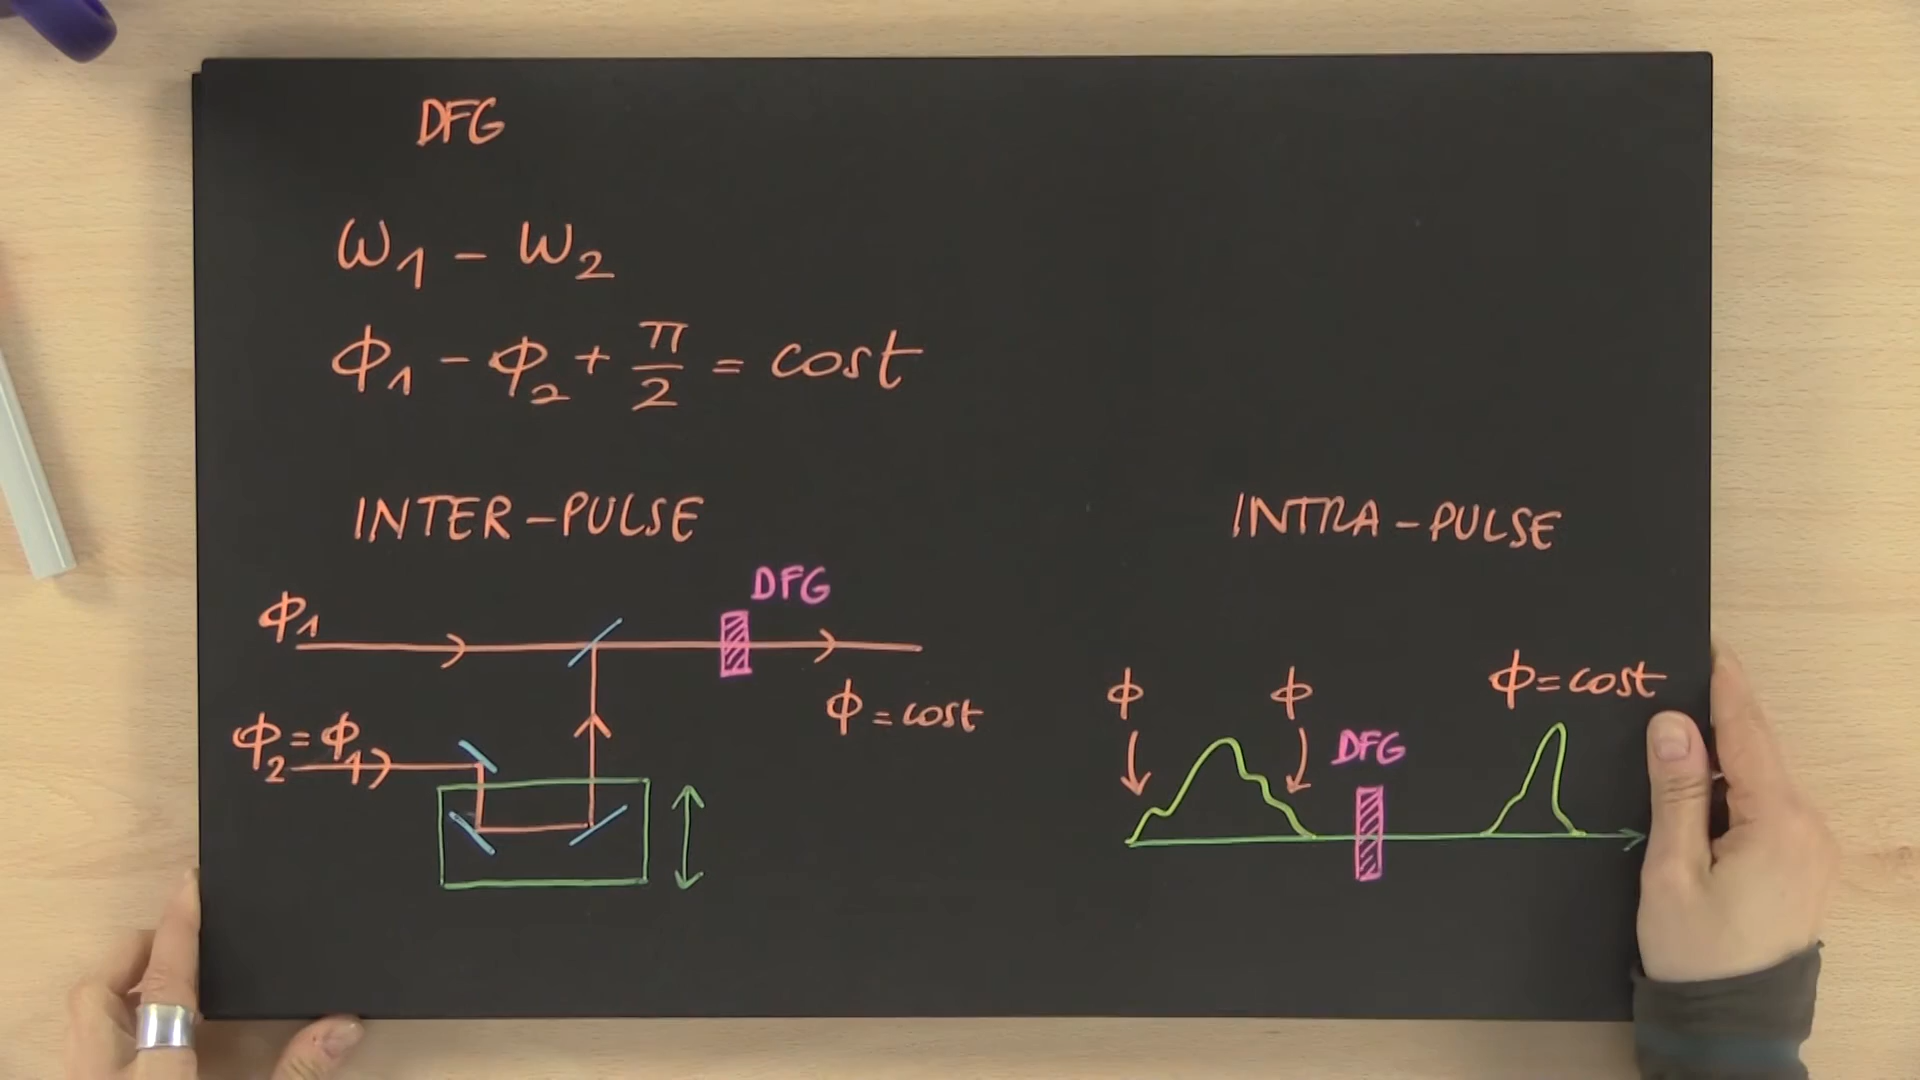 DFG
ω₁ - ω₂
ϕ₁ - ϕ₂ + π/2 = cost
INTER-PULSE
DFG
ϕ₁
ϕ₂ = ϕ₁
ϕ = cost
INTRA-PULSE
ϕ
ϕ
DFG
ϕ = cost